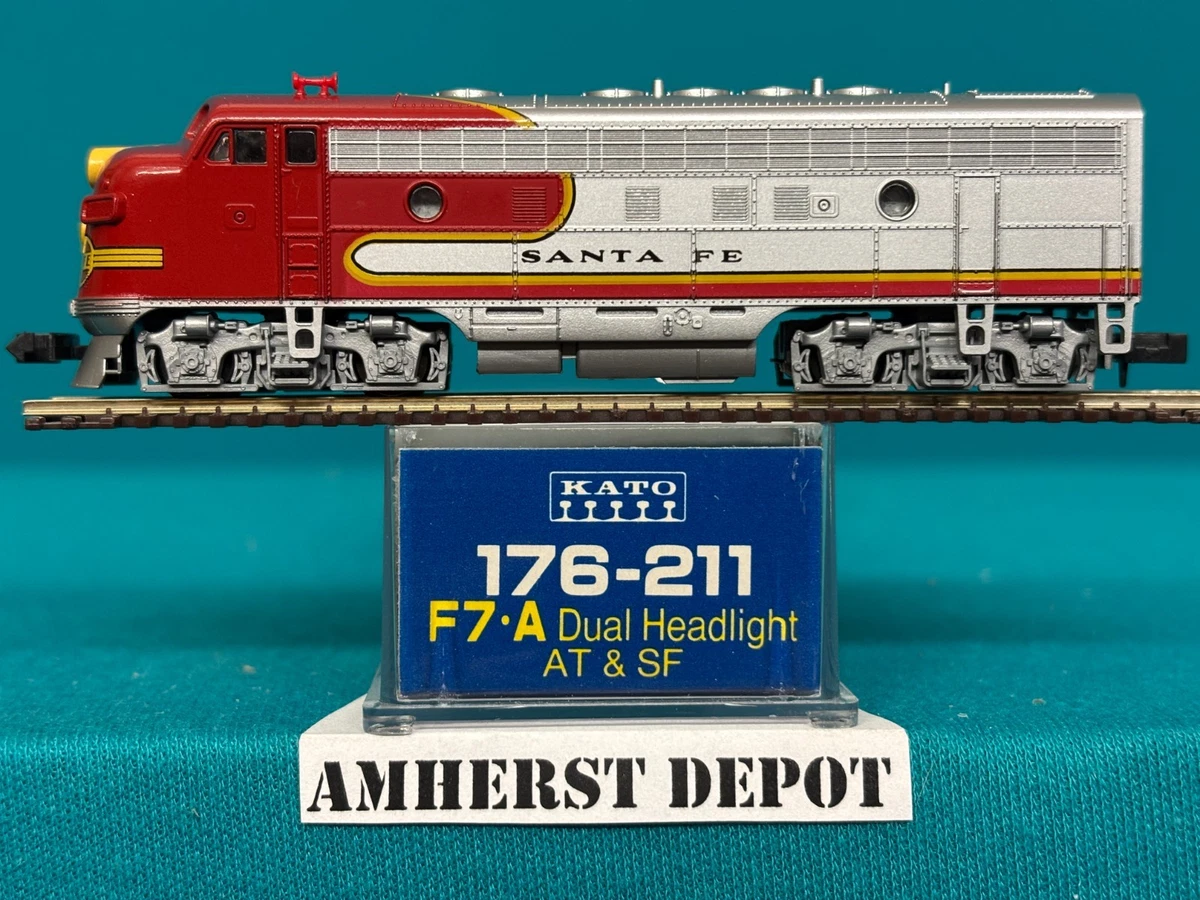 SANTA FE
KATO
176-211
F7·A Dual Headlight
AT & SF
AMHERST DEPOT